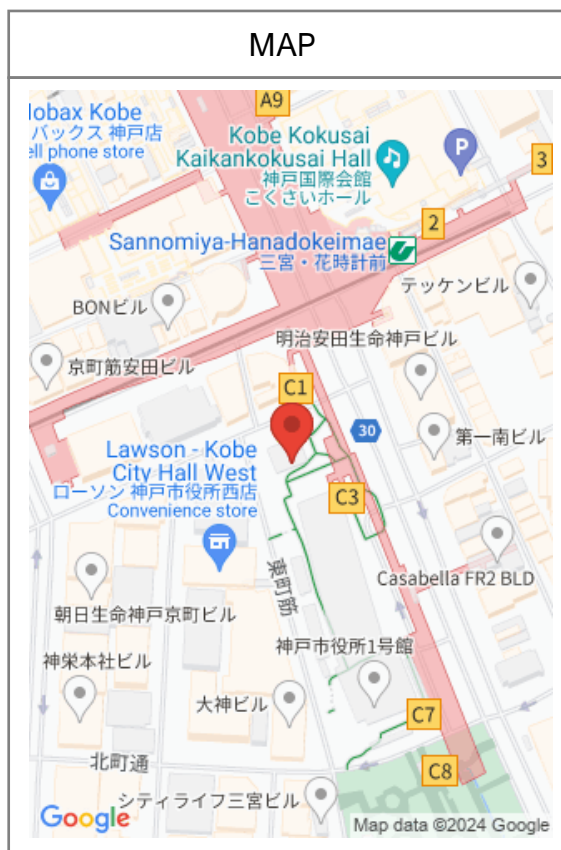 MAP
A9
lobax Kobe
バックス 神戸店
ell phone store
Kobe Kokusai
Kaikankokusai Hall
神戸国際会館
こくさいホール
P
3
2
Sannomiya-Hanadokeimae
三宮・花時計前
テッケンビル
BONビル
明治安田生命神戸ビル
京町筋安田ビル
C1
30
第一南ビル
Lawson - Kobe
City Hall West
ローソン 神戸市役所西店
Convenience store
C3
東町筋
Casabella FR2 BLD
朝日生命神戸京町ビル
神戸市役所1号館
神栄本社ビル
大神ビル
C7
北町通
C8
シティライフ三宮ビル
Google
Map data ©2024 Google